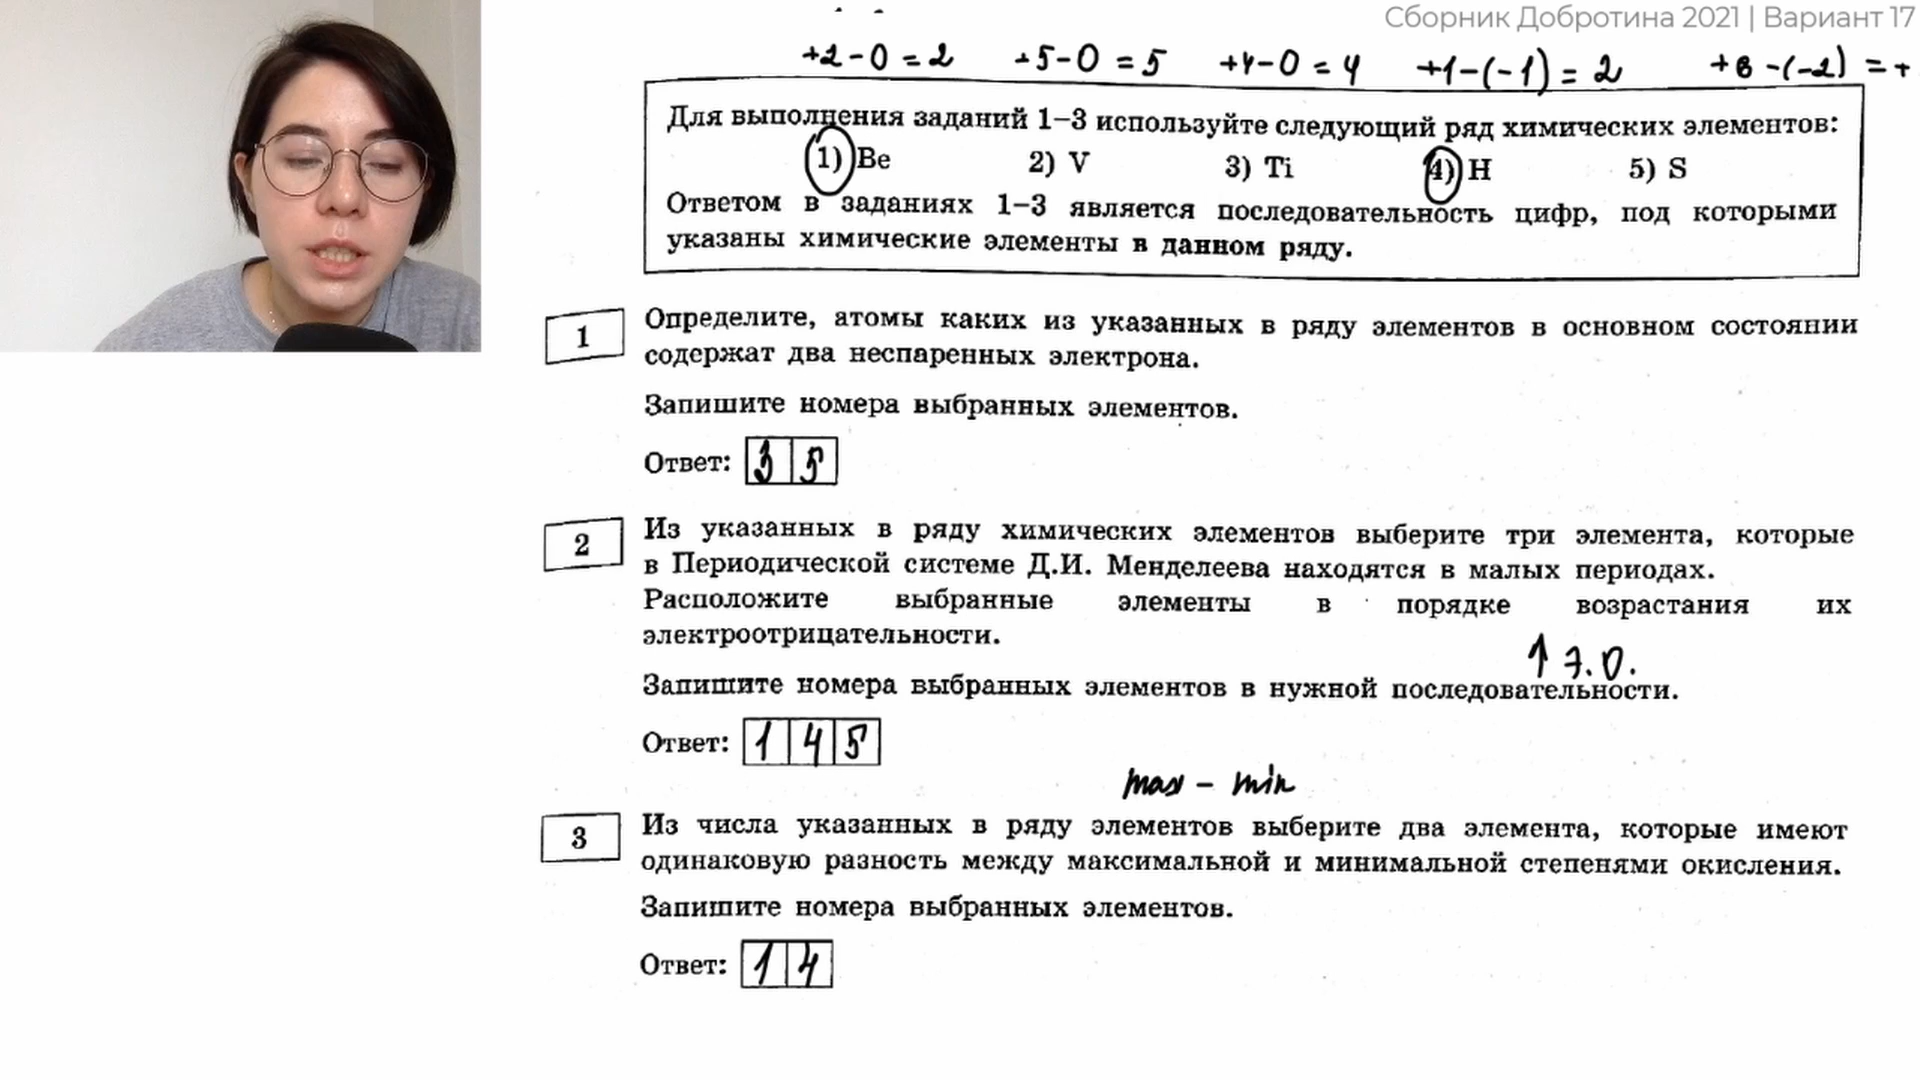 Сборник Добротина 2021 | Вариант 17
+2-0=2 +5-0=5 +4-0=4 +1-(-1)=2 +6-(-2)=+
Для выполнения заданий 1–3 используйте следующий ряд химических элементов:
1) Be 2) V 3) Ti 4) H 5) S
Ответом в заданиях 1–3 является последовательность цифр, под которыми
указаны химические элементы в данном ряду.
1
Определите, атомы каких из указанных в ряду элементов в основном состоянии
содержат два неспаренных электрона.
Запишите номера выбранных элементов.
Ответ: 3 5
2
Из указанных в ряду химических элементов выберите три элемента, которые
в Периодической системе Д.И. Менделеева находятся в малых периодах.
Расположите выбранные элементы в порядке возрастания их
электроотрицательности.
↑ Э.О.
Запишите номера выбранных элементов в нужной последовательности.
Ответ: 1 4 5
max - min
3
Из числа указанных в ряду элементов выберите два элемента, которые имеют
одинаковую разность между максимальной и минимальной степенями окисления.
Запишите номера выбранных элементов.
Ответ: 1 4